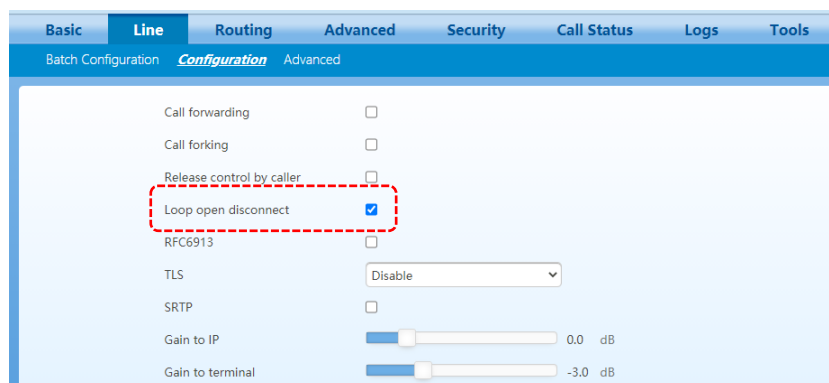 Basic Line Routing Advanced Security Call Status Logs Tools
Batch Configuration Configuration Advanced
Call forwarding
Call forking
Release control by caller
Loop open disconnect
RFC6913
TLS Disable
SRTP
Gain to IP 0.0 dB
Gain to terminal -3.0 dB